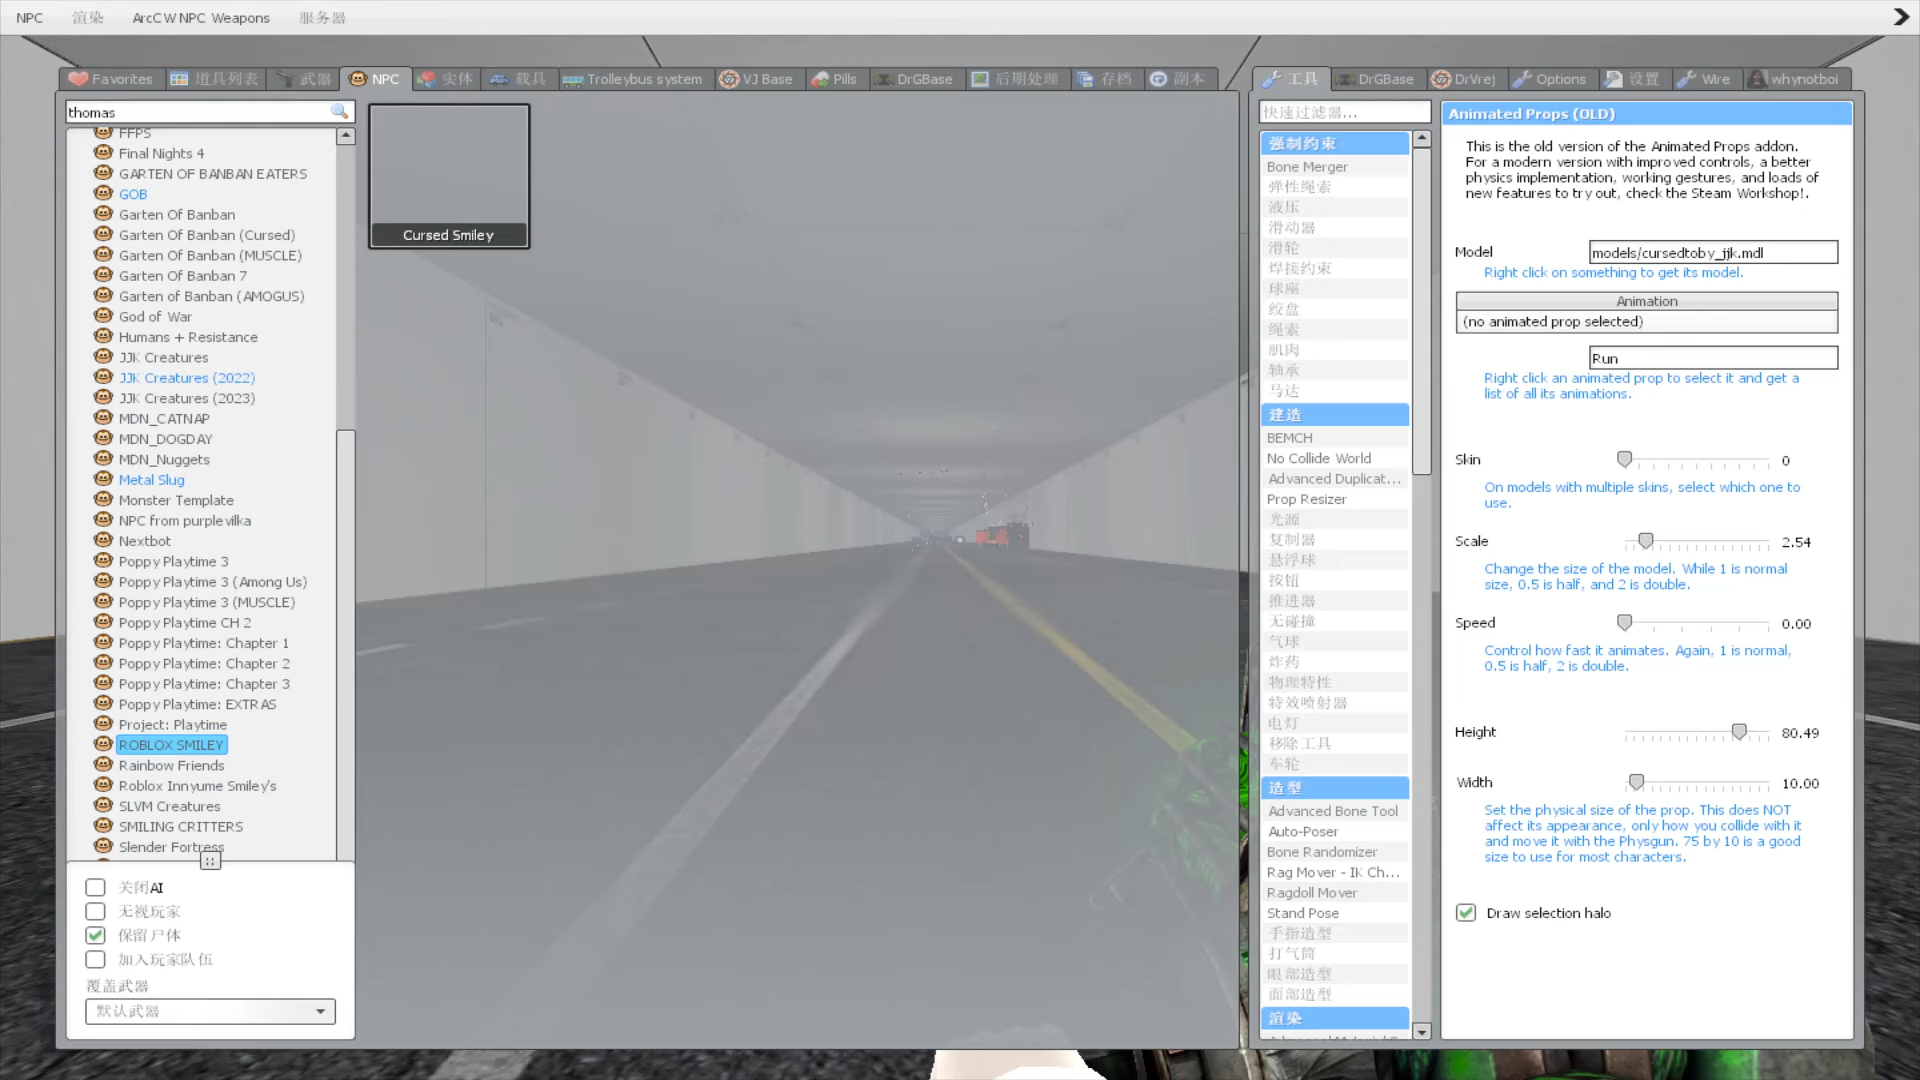 NPC 渲染 ArcCW NPC Weapons 服务器
Favorites 道具列表 武器 NPC 实体 载具 Trolleybus system VJ Base Pills DrGBase 后期处理 存档 副本
工具 DrGBase DrVrej Options 设置 Wire whynotboi
thomas
FFPS
Final Nights 4
GARTEN OF BANBAN EATERS
GOB
Garten Of Banban
Garten Of Banban (Cursed)
Garten Of Banban (MUSCLE)
Garten Of Banban 7
Garten of Banban (AMOGUS)
God of War
Humans + Resistance
JJK Creatures
JJK Creatures (2022)
JJK Creatures (2023)
MDN_CATNAP
MDN_DOGDAY
MDN_Nuggets
Metal Slug
Monster Template
NPC from purplevilka
Nextbot
Poppy Playtime 3
Poppy Playtime 3 (Among Us)
Poppy Playtime 3 (MUSCLE)
Poppy Playtime CH 2
Poppy Playtime: Chapter 1
Poppy Playtime: Chapter 2
Poppy Playtime: Chapter 3
Poppy Playtime: EXTRAS
Project: Playtime
ROBLOX SMILEY
Rainbow Friends
Roblox Innyume Smiley's
SLVM Creatures
SMILING CRITTERS
Slender Fortress
关闭AI
无视玩家
保留尸体
加入玩家队伍
覆盖武器
默认武器
Cursed Smiley
快速过滤器...
强制约束
Bone Merger
弹性绳索
液压
滑动器
滑轮
焊接约束
球座
绞盘
绳索
肌肉
轴承
马达
建造
BEMCH
No Collide World
Advanced Duplicat...
Prop Resizer
光源
复制器
悬浮球
按钮
推进器
无碰撞
气球
炸药
物理特性
特效喷射器
电灯
移除工具
车轮
造型
Advanced Bone Tool
Auto-Poser
Bone Randomizer
Rag Mover - IK Ch...
Ragdoll Mover
Stand Pose
手指造型
打气筒
眼部造型
面部造型
渲染
Animated Props (OLD)
This is the old version of the Animated Props addon.
For a modern version with improved controls, a better
physics implementation, working gestures, and loads of
new features to try out, check the Steam Workshop!.
Model models/cursedtoby_jjk.mdl
Right click on something to get its model.
Animation
(no animated prop selected)
Run
Right click an animated prop to select it and get a
list of all its animations.
Skin 0
On models with multiple skins, select which one to
use.
Scale 2.54
Change the size of the model. While 1 is normal
size, 0.5 is half, and 2 is double.
Speed 0.00
Control how fast it animates. Again, 1 is normal,
0.5 is half, 2 is double.
Height 80.49
Width 10.00
Set the physical size of the prop. This does NOT
affect its appearance, only how you collide with it
and move it with the Physgun. 75 by 10 is a good
size to use for most characters.
Draw selection halo